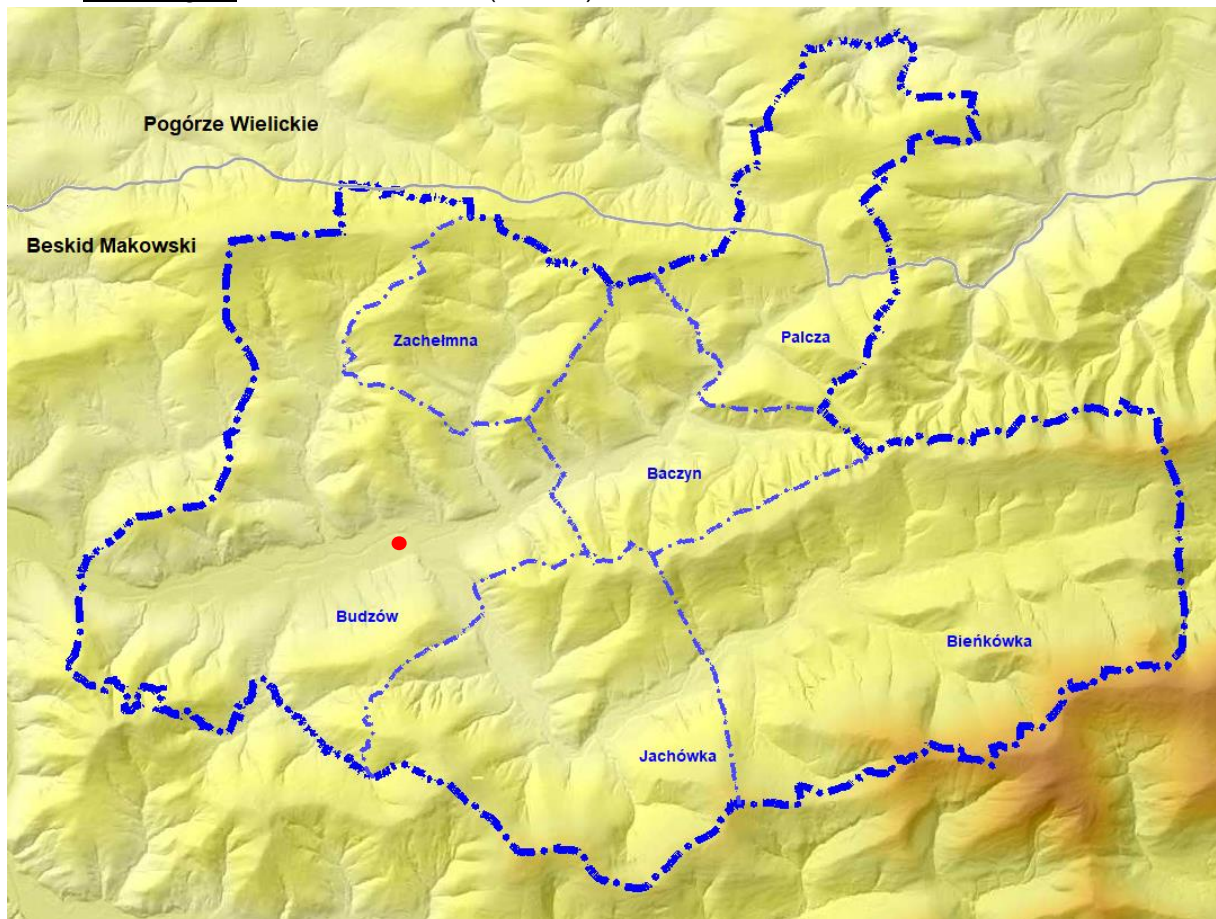 Pogórze Wielickie
Beskid Makowski
Zachełmna
Palcza
Baczyn
Budzów
Bieńkówka
Jachówka